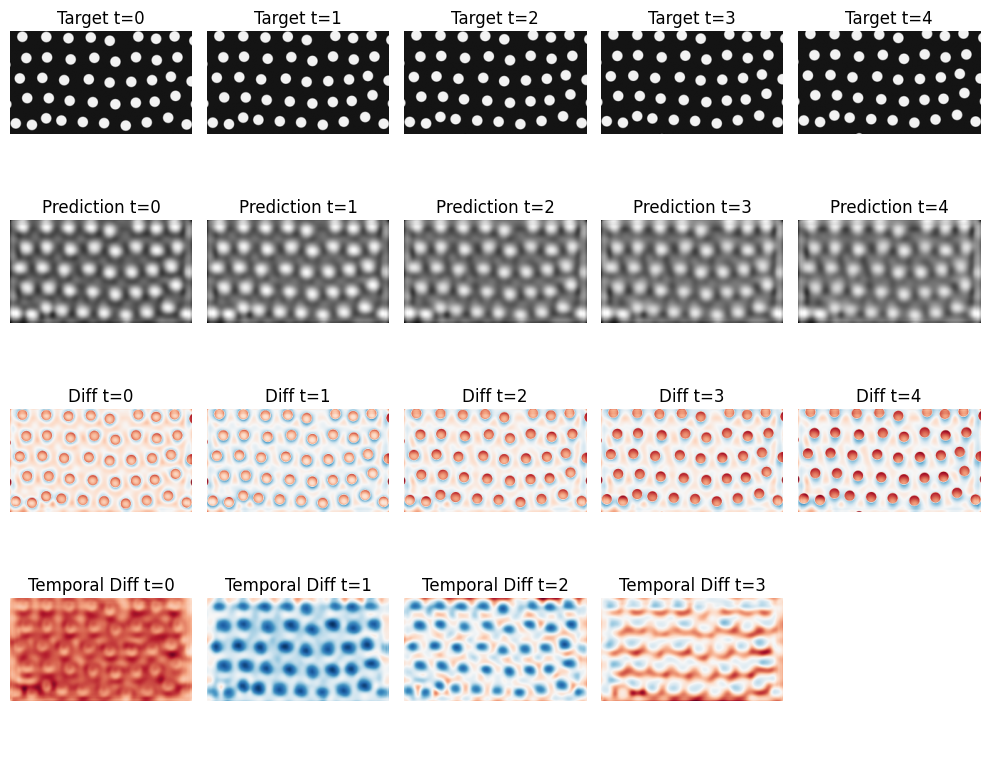 Target t=0 Target t=1 Target t=2 Target t=3 Target t=4
Prediction t=0 Prediction t=1 Prediction t=2 Prediction t=3 Prediction t=4
Diff t=0 Diff t=1 Diff t=2 Diff t=3 Diff t=4
Temporal Diff t=0 Temporal Diff t=1 Temporal Diff t=2 Temporal Diff t=3